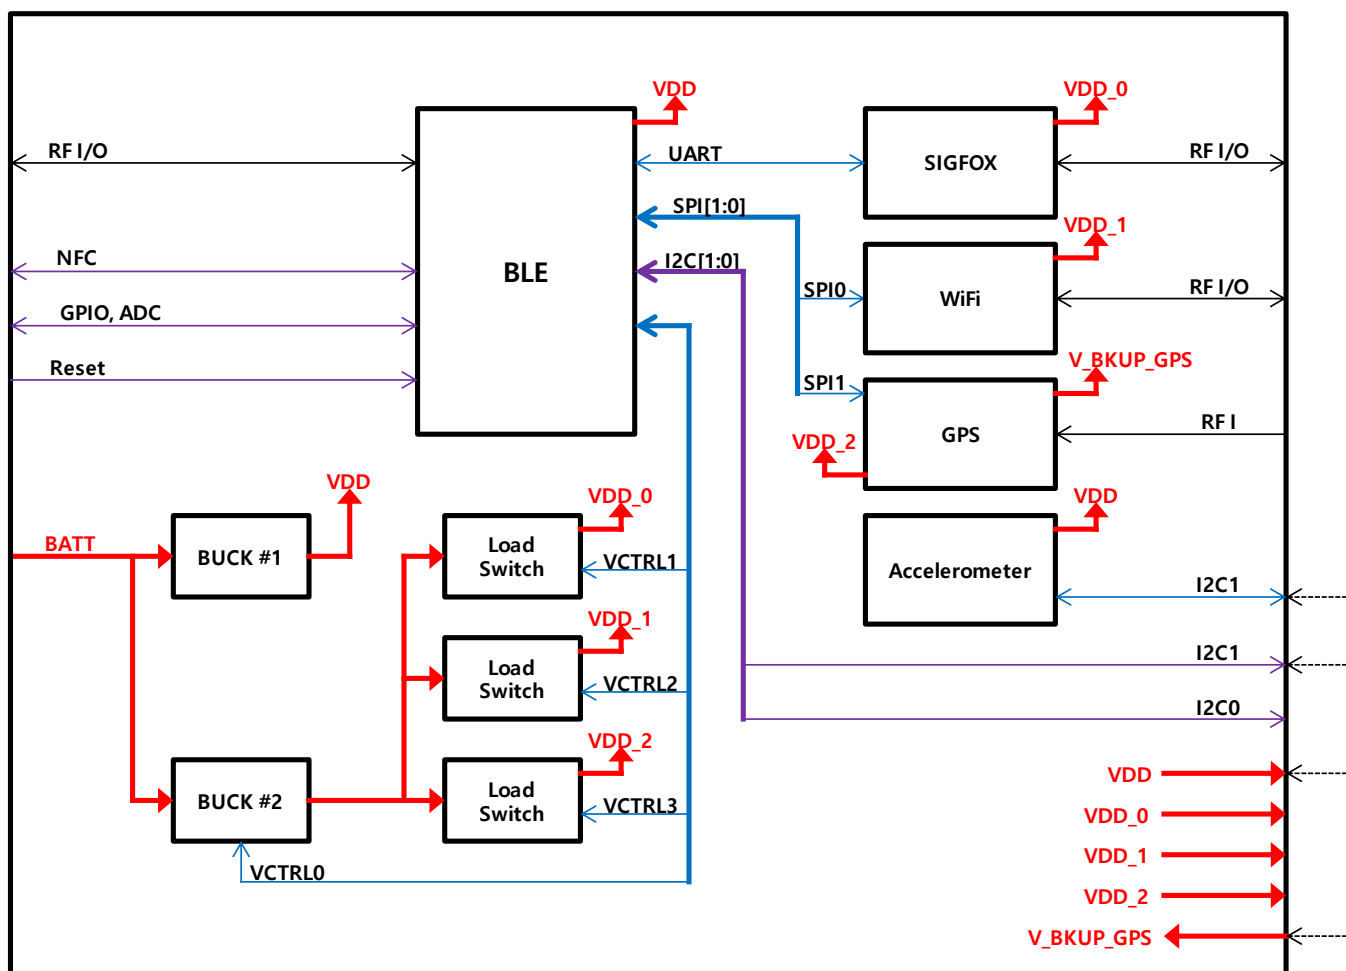 VDD
VDD_0
RF I/O
UART
SIGFOX
RF I/O
SPI[1:0]
VDD_1
NFC
BLE
I2C[1:0]
SPI0
WiFi
RF I/O
GPIO, ADC
Reset
V_BKUP_GPS
SPI1
GPS
RF I
VDD_2
VDD
VDD_0
VDD
BATT
BUCK #1
Load
Switch
VCTRL1
Accelerometer
I2C1
VDD_1
Load
Switch
VCTRL2
I2C1
I2C0
VDD_2
BUCK #2
Load
Switch
VCTRL3
VCTRL0
VDD
VDD_0
VDD_1
VDD_2
V_BKUP_GPS